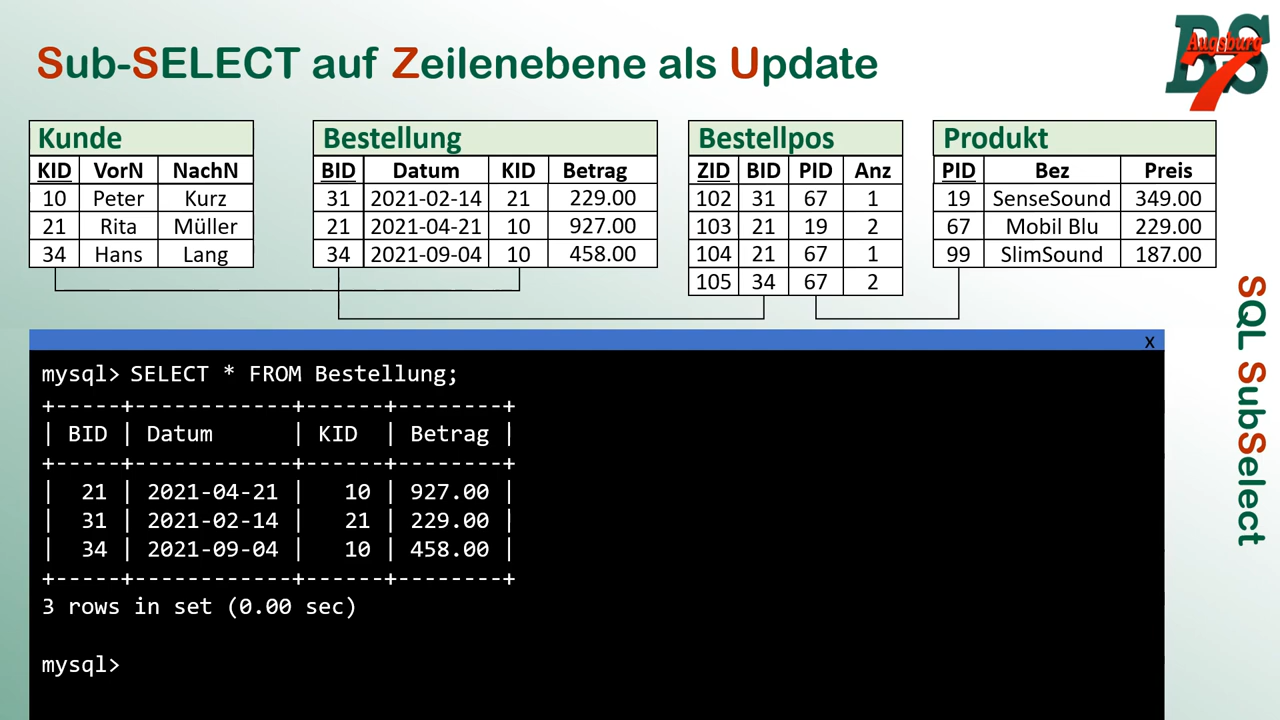 Sub-SELECT auf Zeilenebene als Update
BS7
Augsburg
Kunde
KID VorN NachN
10 Peter Kurz
21 Rita Müller
34 Hans Lang
Bestellung
BID Datum KID Betrag
31 2021-02-14 21 229.00
21 2021-04-21 10 927.00
34 2021-09-04 10 458.00
Bestellpos
ZID BID PID Anz
102 31 67 1
103 21 19 2
104 21 67 1
105 34 67 2
Produkt
PID Bez Preis
19 SenseSound 349.00
67 Mobil Blu 229.00
99 SlimSound 187.00
SQL SubSelect
x
mysql> SELECT * FROM Bestellung;
+-----+------------+------+--------+
| BID | Datum      | KID  | Betrag |
+-----+------------+------+--------+
|  21 | 2021-04-21 |   10 | 927.00 |
|  31 | 2021-02-14 |   21 | 229.00 |
|  34 | 2021-09-04 |   10 | 458.00 |
+-----+------------+------+--------+
3 rows in set (0.00 sec)
mysql>